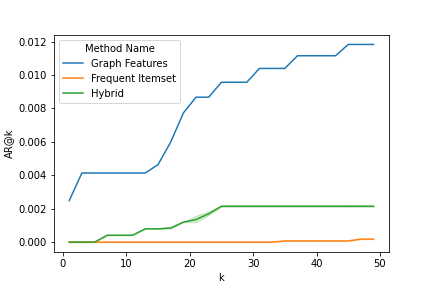 Method Name
Graph Features
Frequent Itemset
Hybrid
AR@k
0.012
0.010
0.008
0.006
0.004
0.002
0.000
0 10 20 30 40 50
k